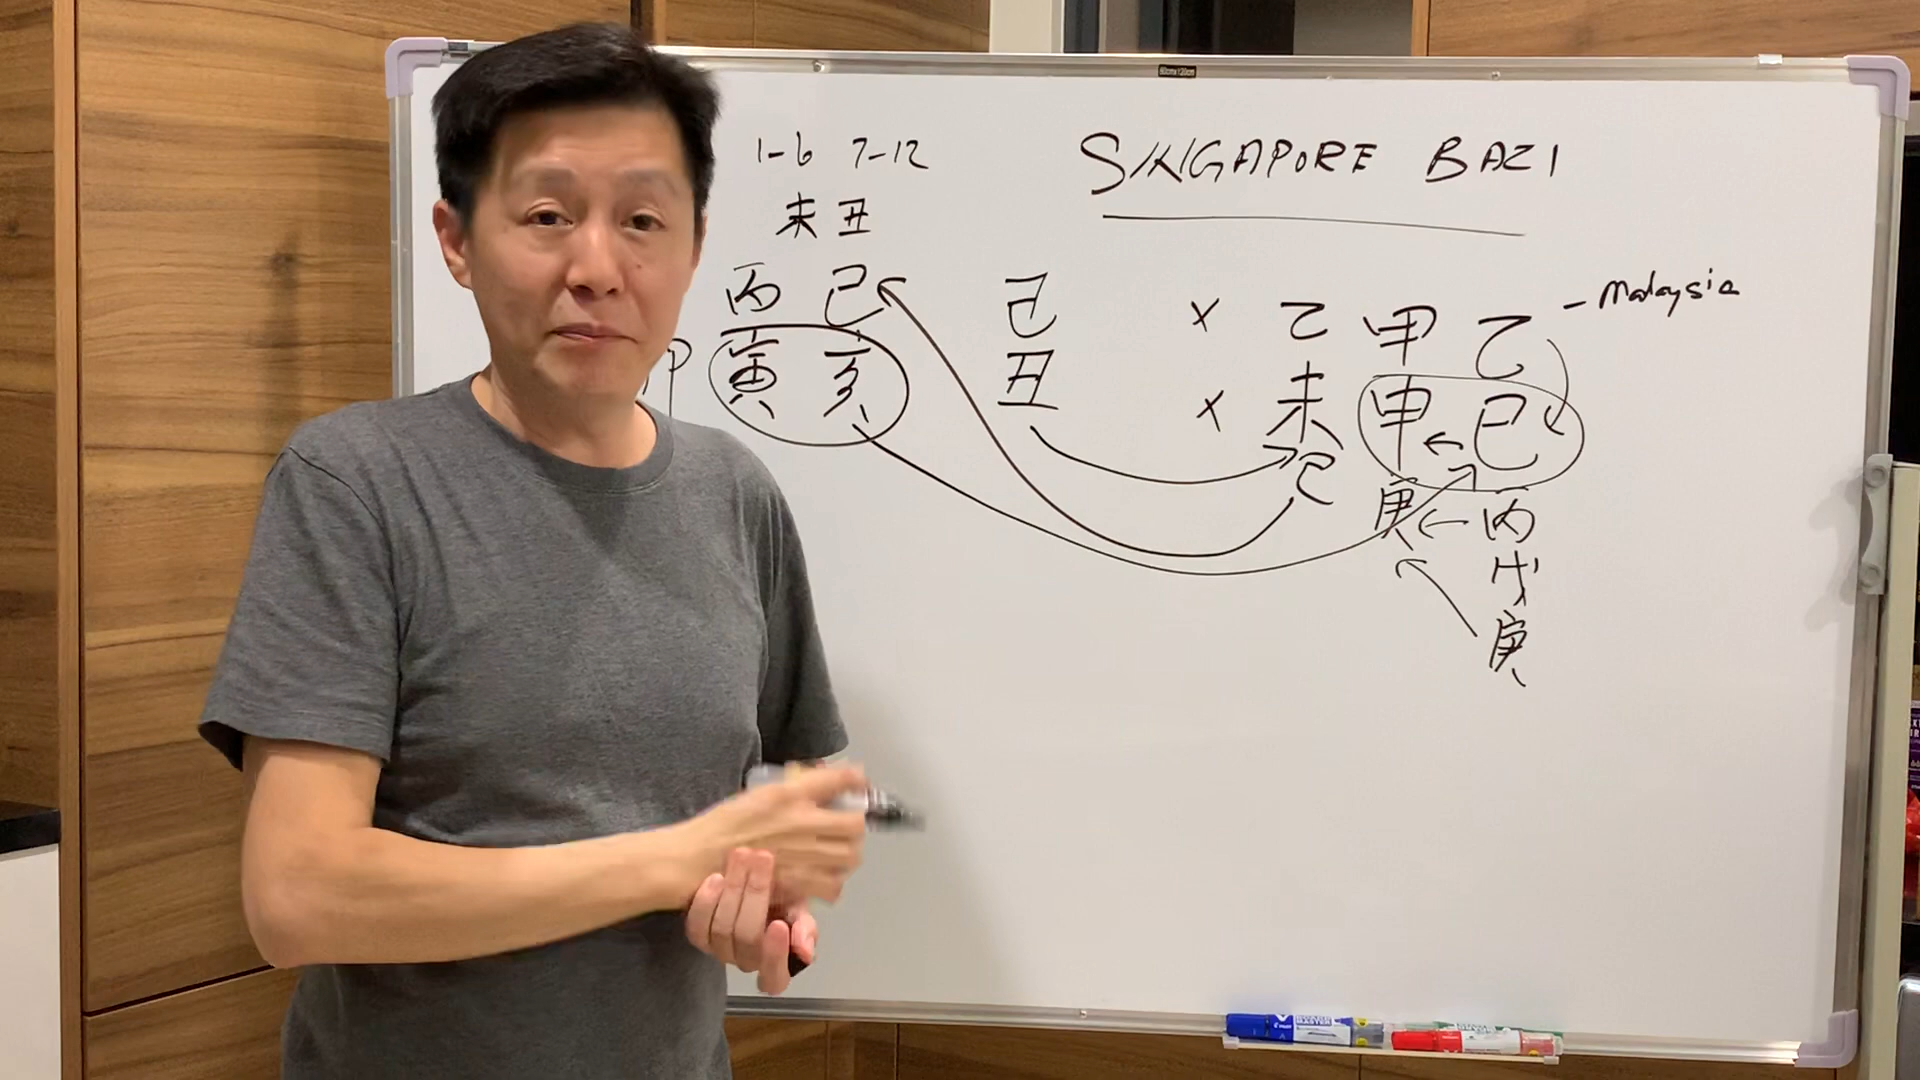 1-6 7-12
SINGAPORE BAZI
未 丑
丙 己 己 × 乙 甲 乙 - Malaysia
寅 亥 丑 × 未 申 巳
己
庚 丙
戊
庚